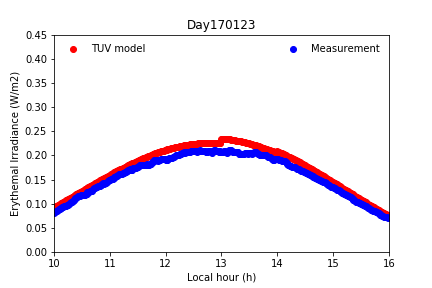 Day170123
TUV model
Measurement
Erythemal Irradiance (W/m2)
0.45
0.40
0.35
0.30
0.25
0.20
0.15
0.10
0.05
0.00
10 11 12 13 14 15 16
Local hour (h)